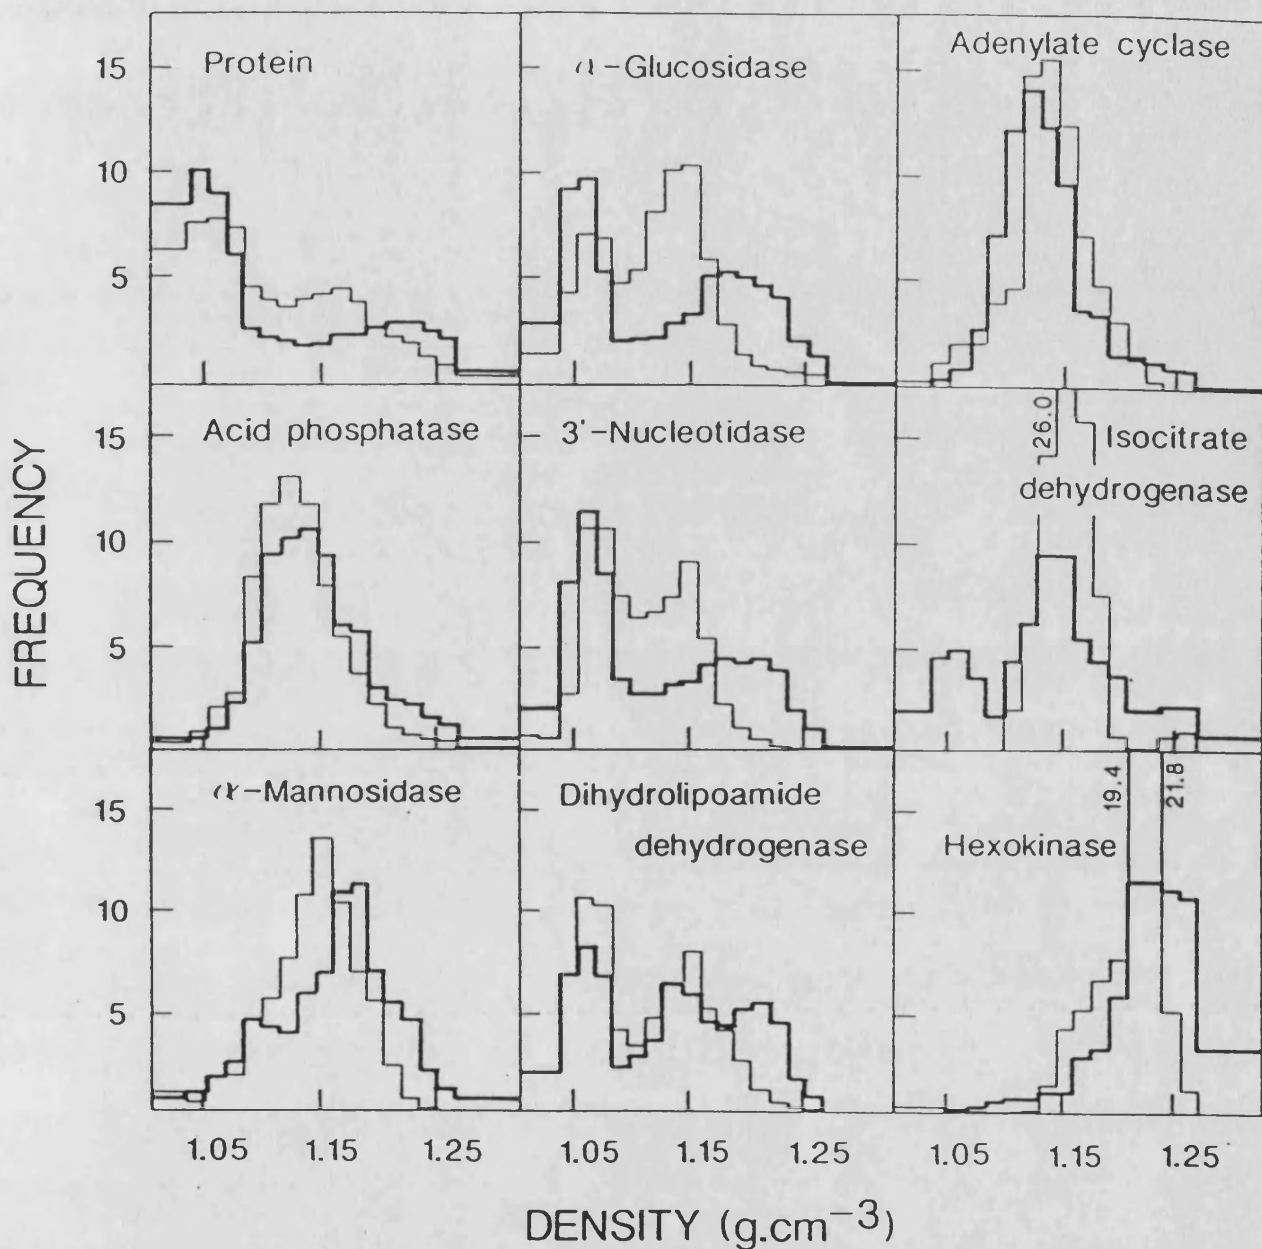 Protein
α-Glucosidase
Adenylate cyclase
15
10
5
Acid phosphatase
3'-Nucleotidase
26.0
Isocitrate
dehydrogenase
15
10
5
α-Mannosidase
Dihydrolipoamide
dehydrogenase
19.4
21.8
Hexokinase
15
10
5
1.05 1.15 1.25
1.05 1.15 1.25
1.05 1.15 1.25
FREQUENCY
DENSITY (g.cm⁻³)